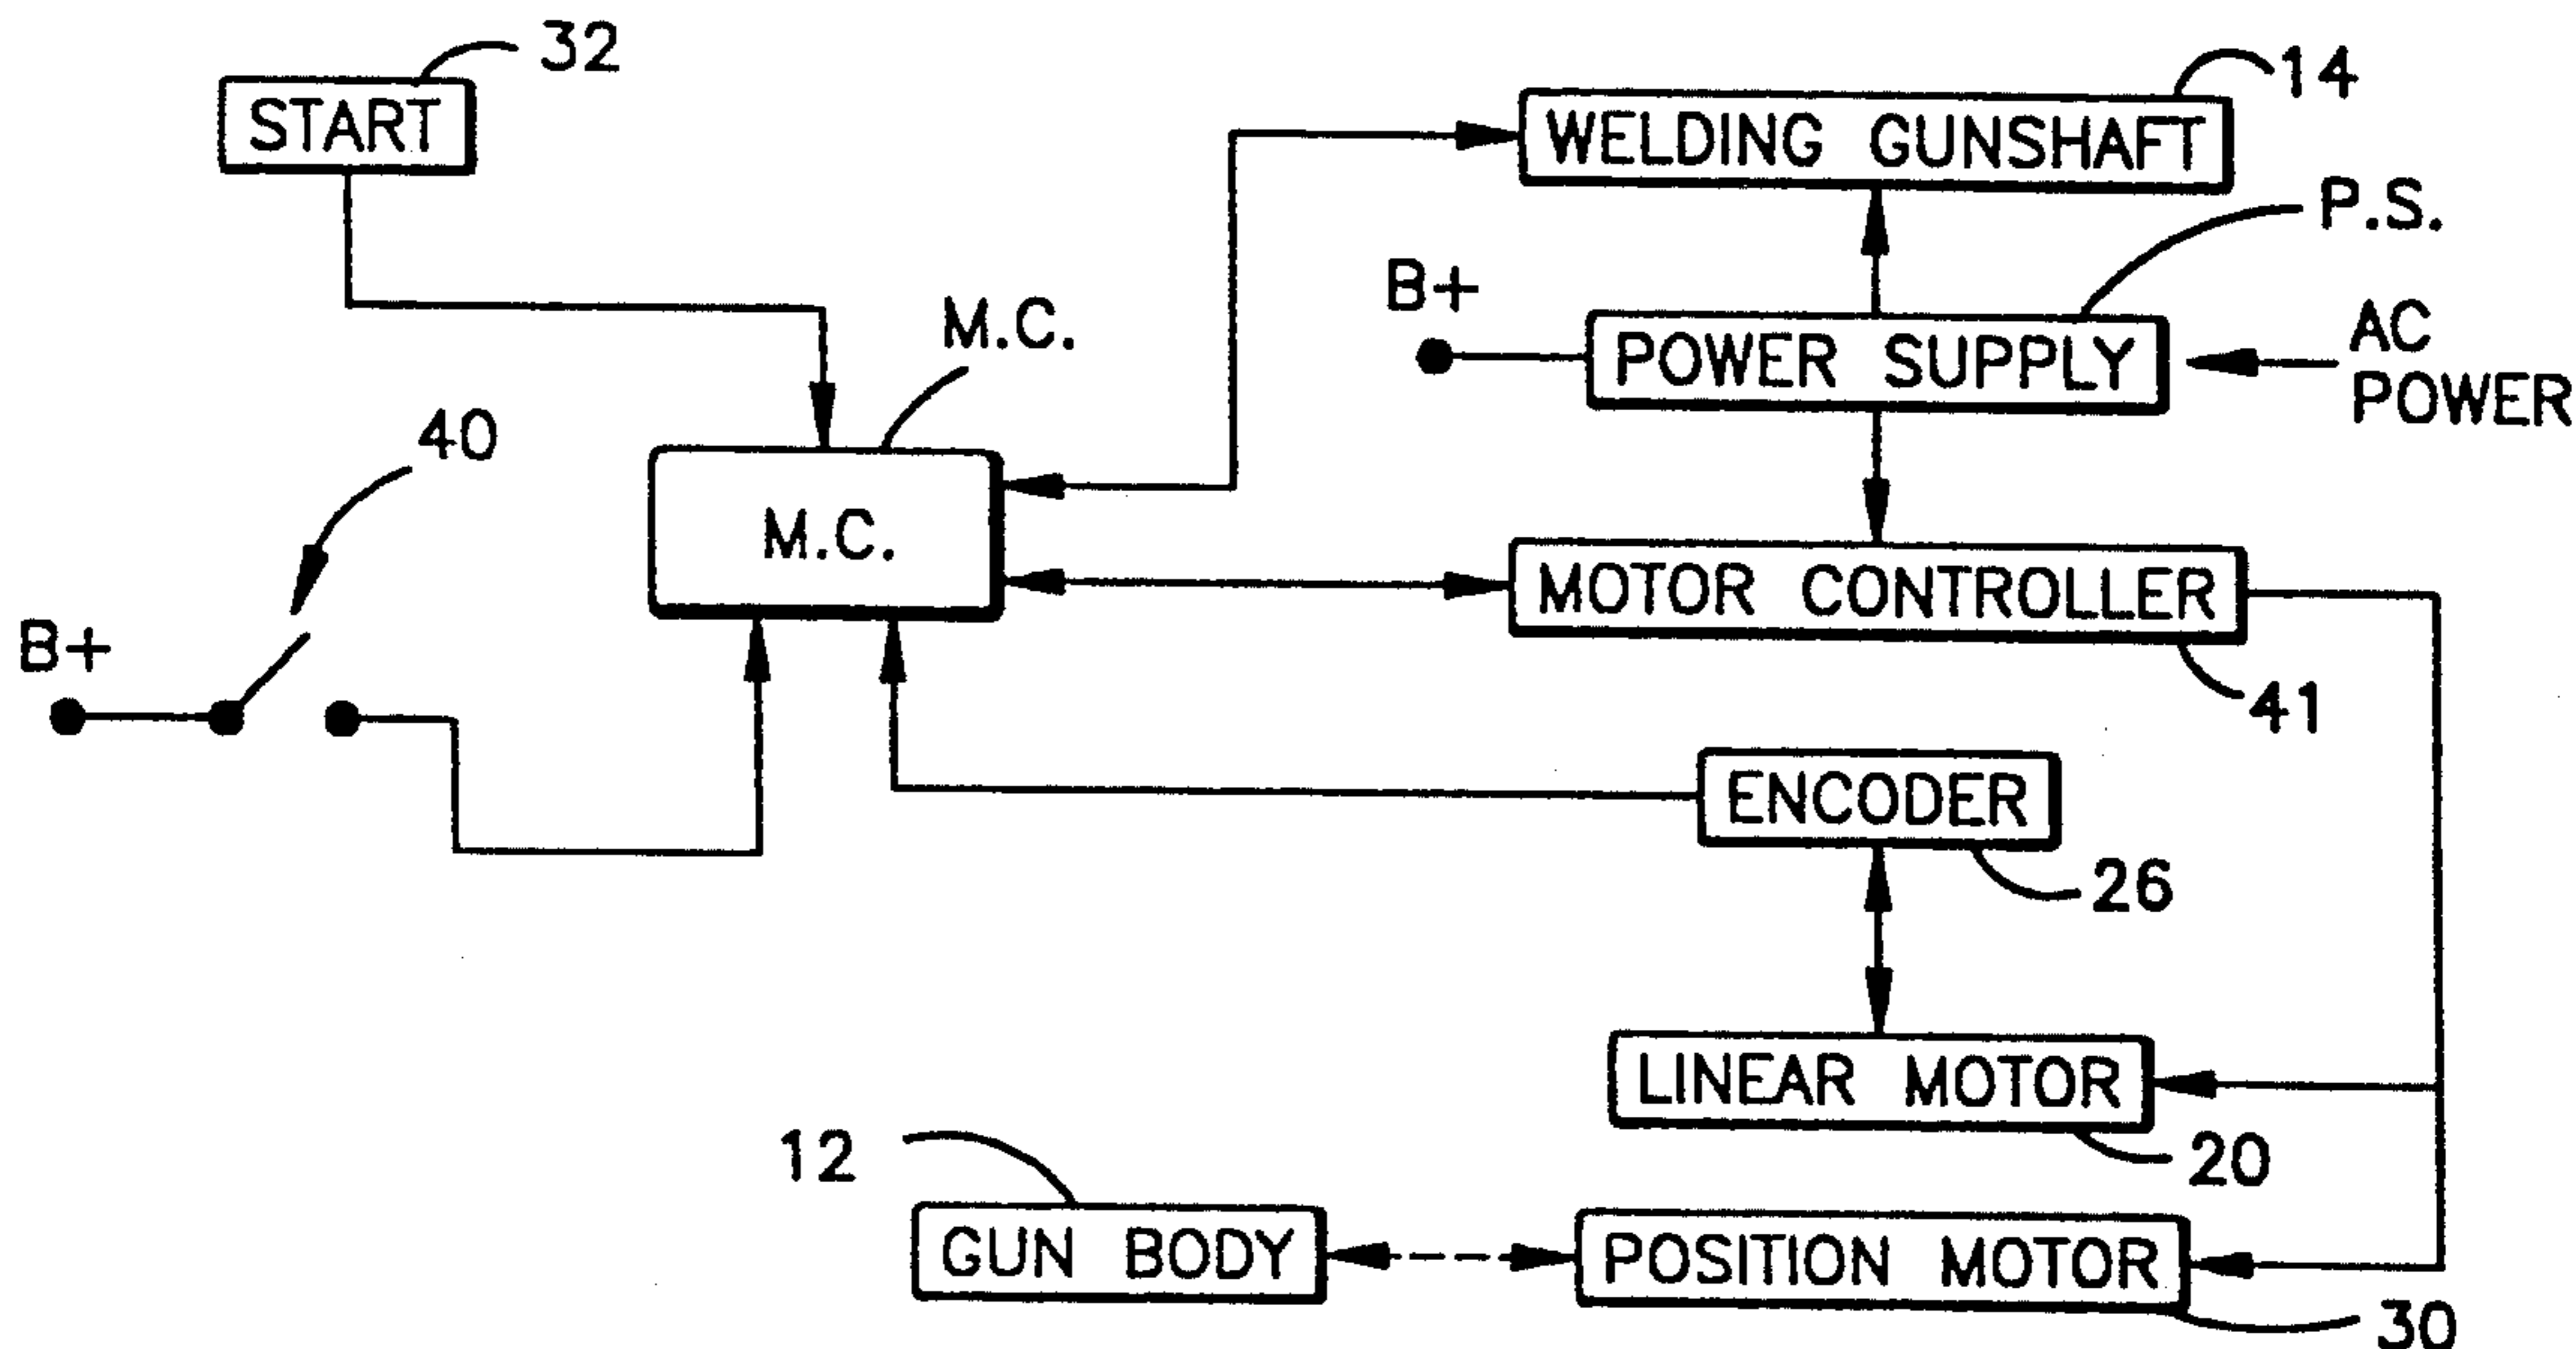 32
START
14
WELDING GUNSHAFT
P.S.
B+
POWER SUPPLY
AC
POWER
M.C.
M.C.
40
B+
MOTOR CONTROLLER
41
ENCODER
26
LINEAR MOTOR
20
12
GUN BODY
POSITION MOTOR
30